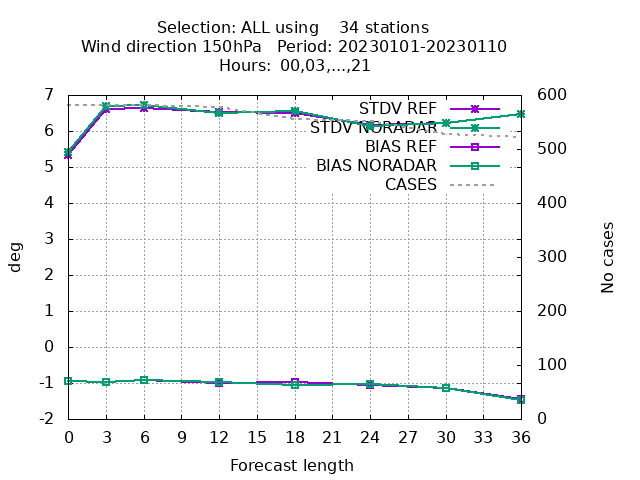 Selection: ALL using    34 stations
Wind direction 150hPa   Period: 20230101-20230110
Hours: 00,03,...,21
7
6
5
4
3
2
1
0
-1
-2
600
500
400
300
200
100
0
STDV REF
STDV NORADAR
BIAS REF
BIAS NORADAR
CASES
deg
No cases
0 3 6 9 12 15 18 21 24 27 30 33 36
Forecast length